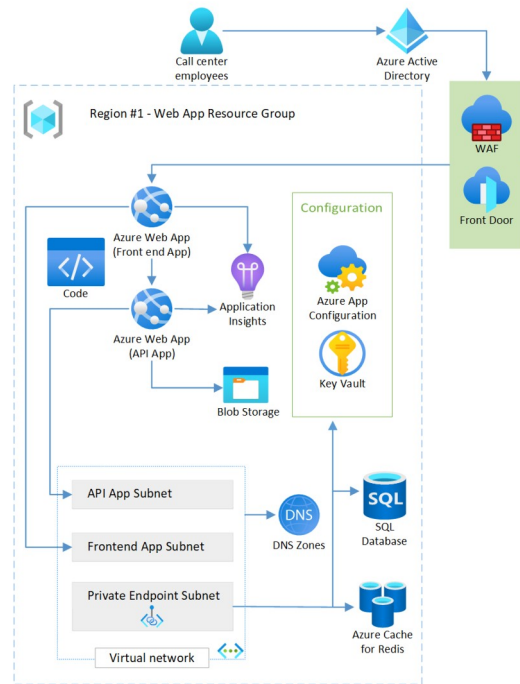 Call center
employees
Azure Active
Directory
Region #1 - Web App Resource Group
WAF
Front Door
Azure Web App
(Front end App)
Configuration
Code
Application
Insights
Azure App
Configuration
Azure Web App
(API App)
Key Vault
Blob Storage
API App Subnet
DNS
DNS Zones
SQL
SQL
Database
Frontend App Subnet
Private Endpoint Subnet
Azure Cache
for Redis
Virtual network